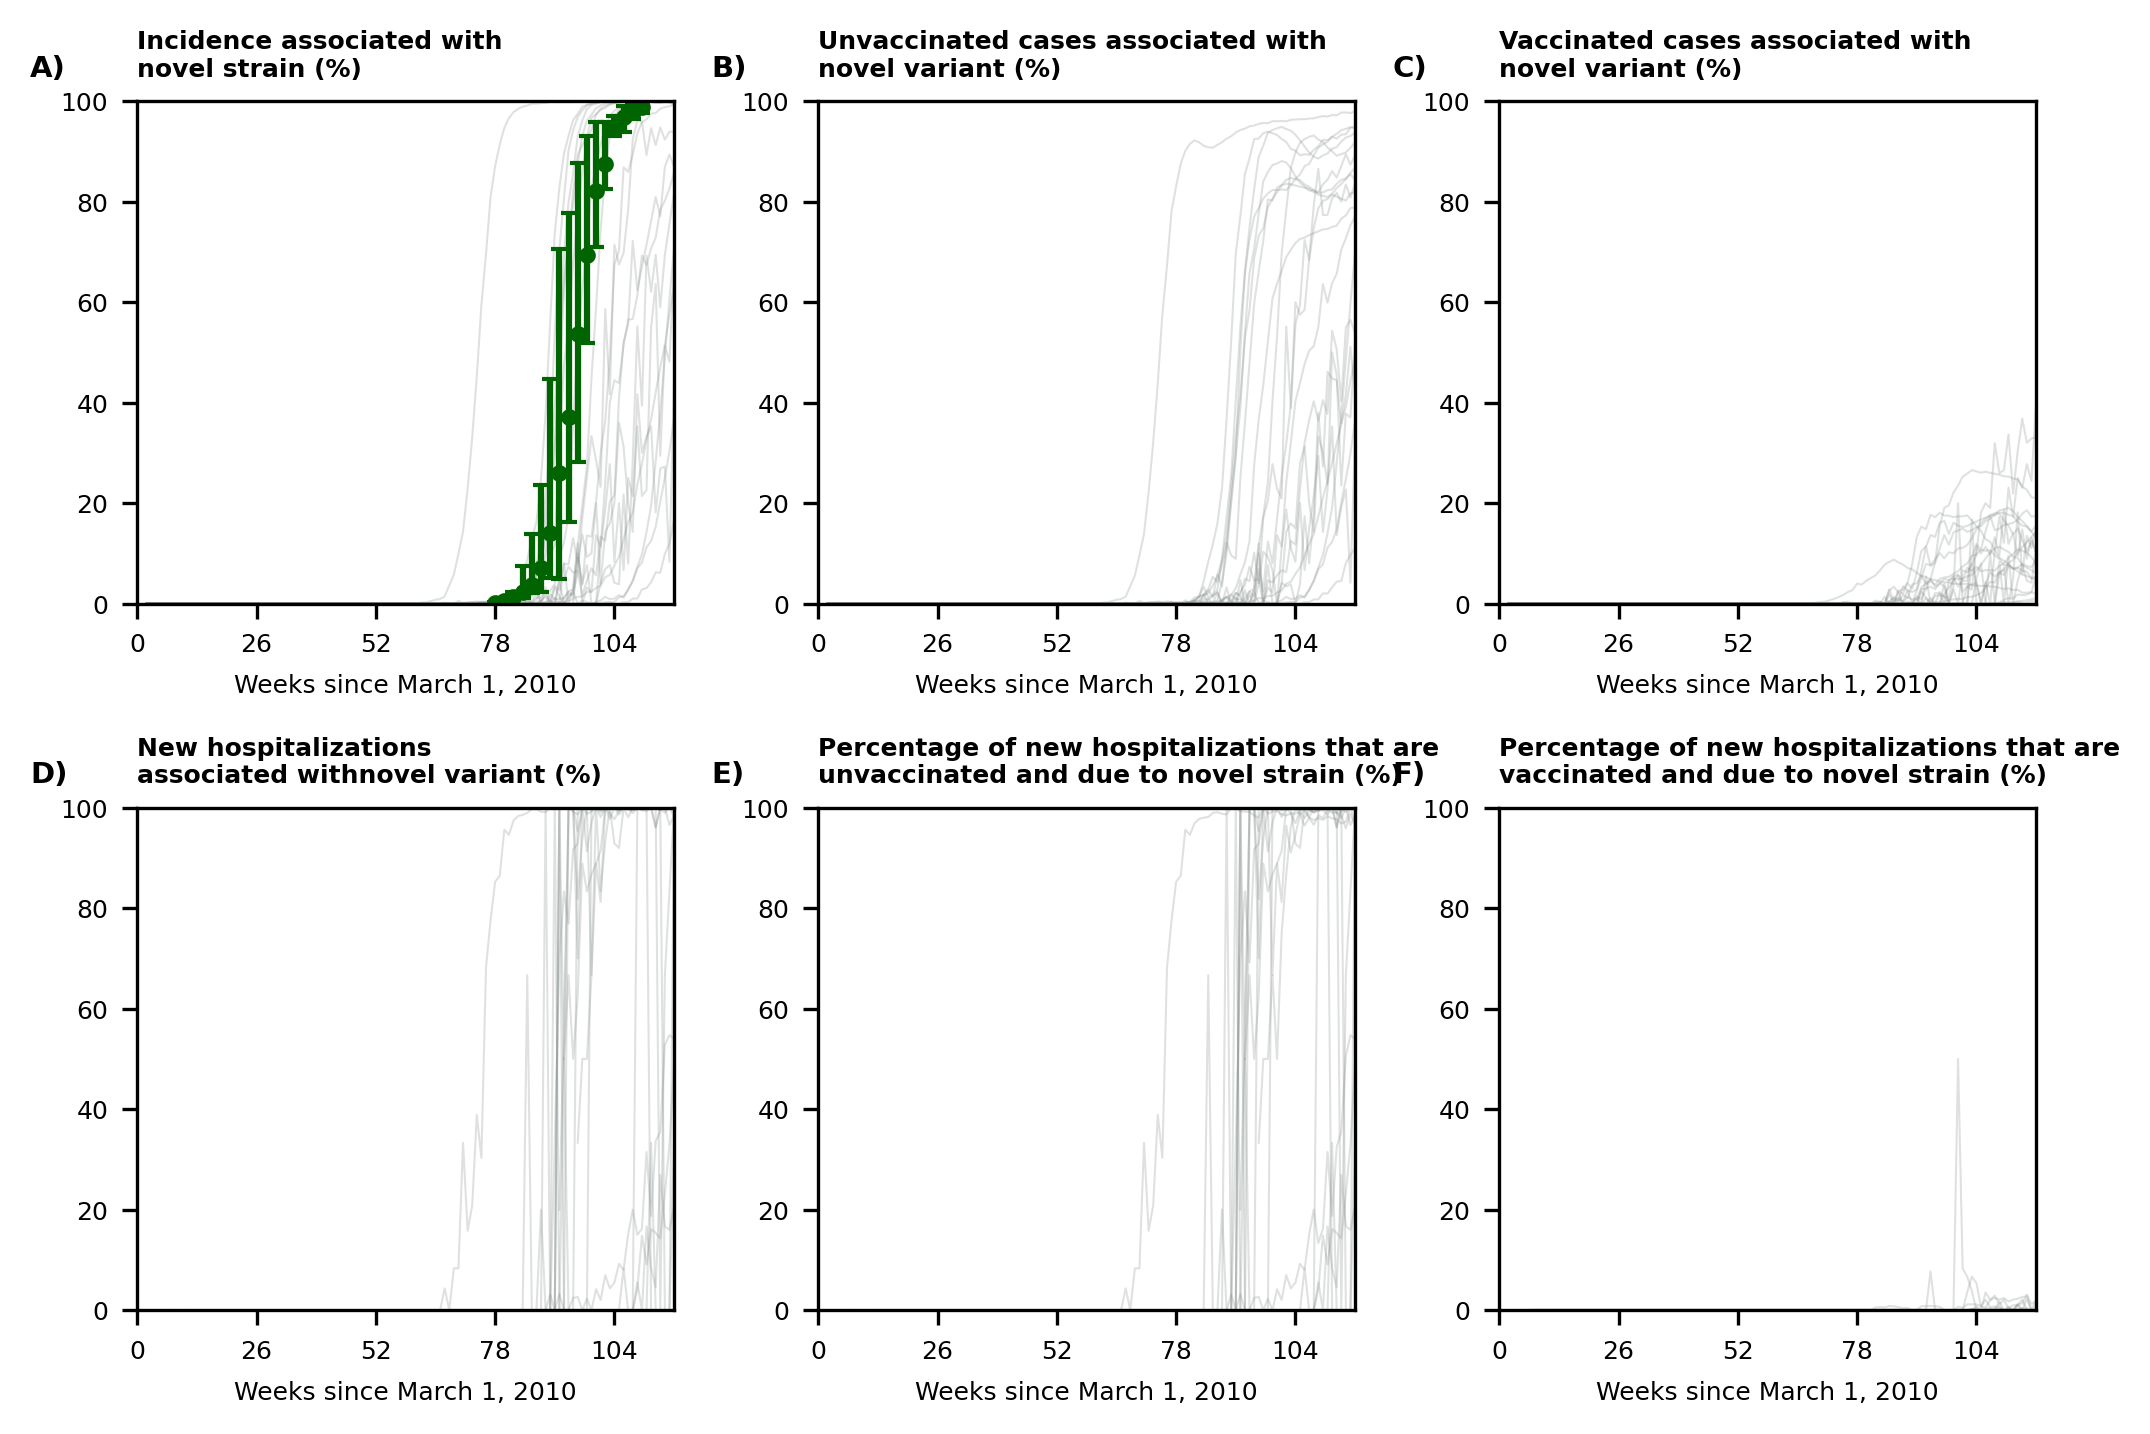 A)
Incidence associated with
novel strain (%)
100
80
60
40
20
0
0 26 52 78 104
Weeks since March 1, 2010
B)
Unvaccinated cases associated with
novel variant (%)
100
80
60
40
20
0
0 26 52 78 104
Weeks since March 1, 2010
C)
Vaccinated cases associated with
novel variant (%)
100
80
60
40
20
0
0 26 52 78 104
Weeks since March 1, 2010
D)
New hospitalizations
associated withnovel variant (%)
100
80
60
40
20
0
0 26 52 78 104
Weeks since March 1, 2010
E)
Percentage of new hospitalizations that are
unvaccinated and due to novel strain (%)
100
80
60
40
20
0
0 26 52 78 104
Weeks since March 1, 2010
F)
Percentage of new hospitalizations that are
vaccinated and due to novel strain (%)
100
80
60
40
20
0
0 26 52 78 104
Weeks since March 1, 2010